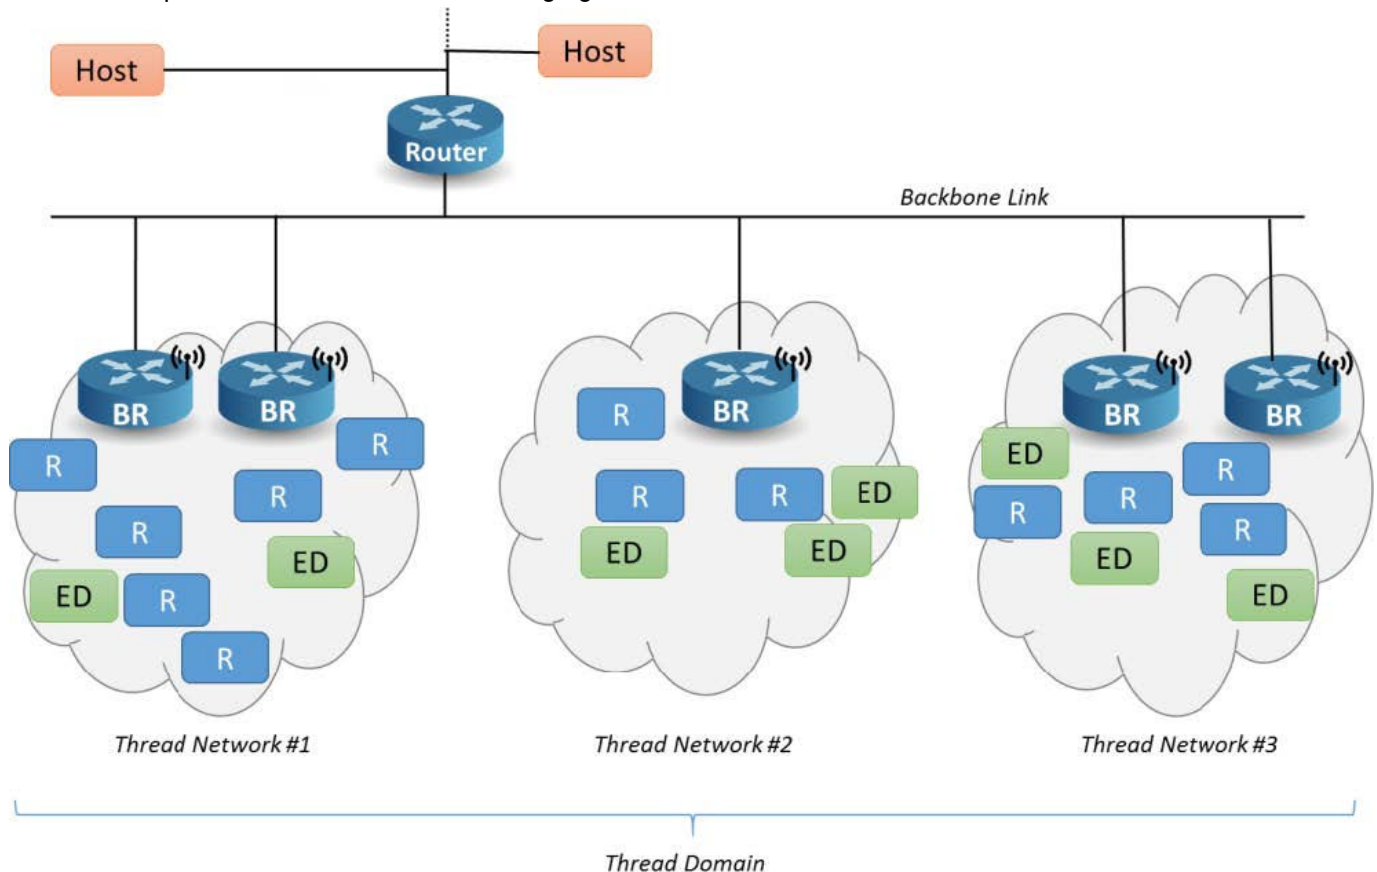 Host
Host
Router
Backbone Link
BR
BR
BR
BR
BR
R
R
R
R
ED
R
R
ED
R
R
R
ED
ED
ED
ED
R
R
R
R
ED
ED
Thread Network #1
Thread Network #2
Thread Network #3
Thread Domain